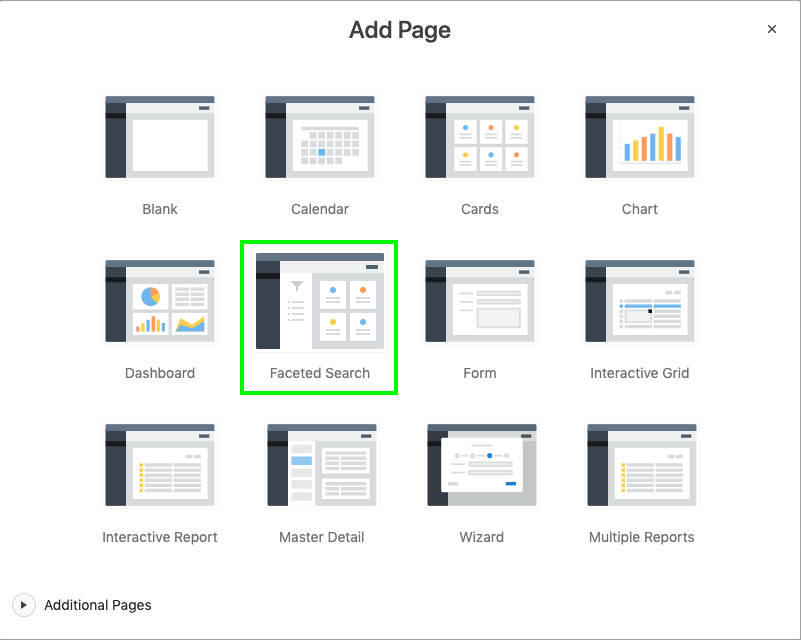 Add Page
Blank
Calendar
Cards
Chart
Dashboard
Faceted Search
Form
Interactive Grid
Interactive Report
Master Detail
Wizard
Multiple Reports
Additional Pages